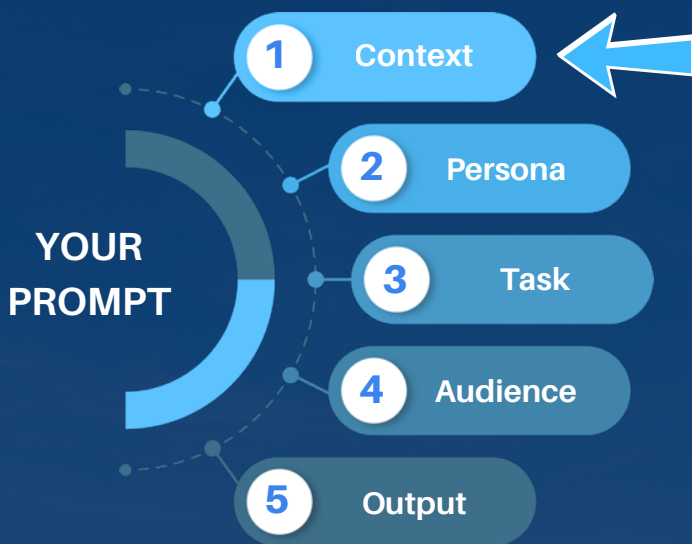 1 Context
2 Persona
YOUR
PROMPT
3 Task
4 Audience
5 Output